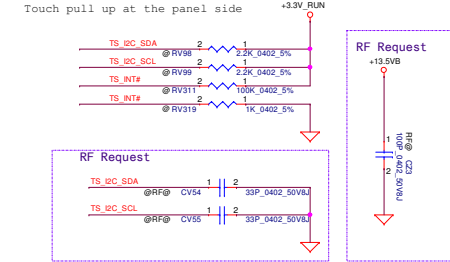 Touch pull up at the panel side
+3.3V_RUN
TS_I2C_SDA 2 1
@ RV98 2.2K_0402_5%
TS_I2C_SCL 2 1
@ RV99 2.2K_0402_5%
TS_INT# 2 1
@ RV311 100K_0402_5%
TS_INT# 2 1
@ RV319 1K_0402_5%
RF Request
TS_I2C_SDA 1 2
@RF@ CV54 33P_0402_50V8J
TS_I2C_SCL 1 2
@RF@ CV55 33P_0402_50V8J
RF Request
+13.5VB
1
2
RF@ CZ3
100P_0402_50V8J